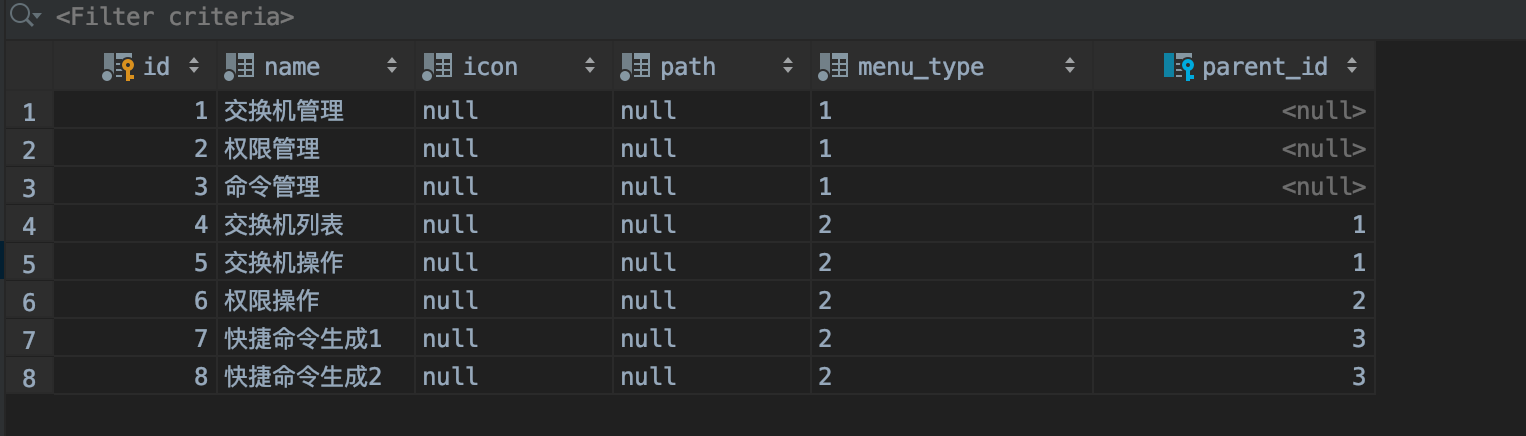 <Filter criteria>
id name icon path menu_type parent_id
1 1 交换机管理 null null 1 <null>
2 2 权限管理 null null 1 <null>
3 3 命令管理 null null 1 <null>
4 4 交换机列表 null null 2 1
5 5 交换机操作 null null 2 1
6 6 权限操作 null null 2 2
7 7 快捷命令生成1 null null 2 3
8 8 快捷命令生成2 null null 2 3